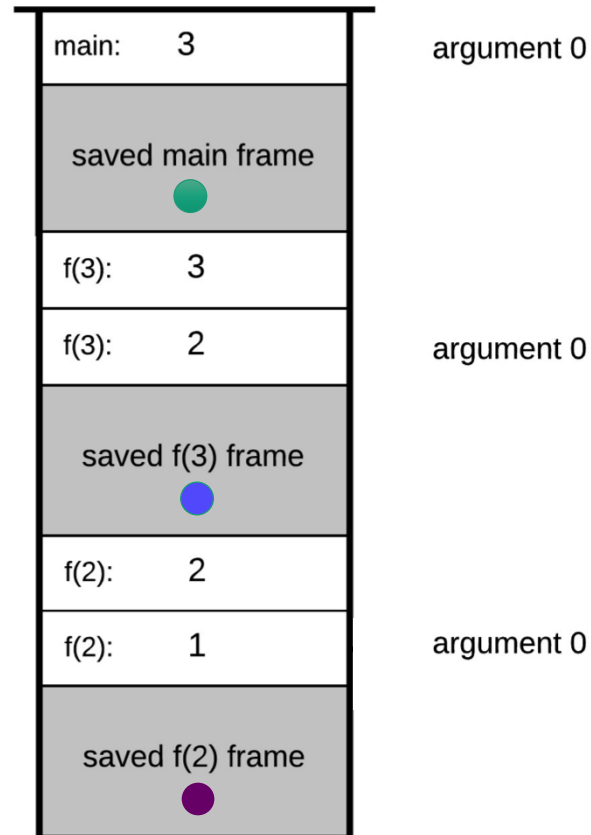 main: 3 argument 0
saved main frame
f(3): 3
f(3): 2 argument 0
saved f(3) frame
f(2): 2
f(2): 1 argument 0
saved f(2) frame